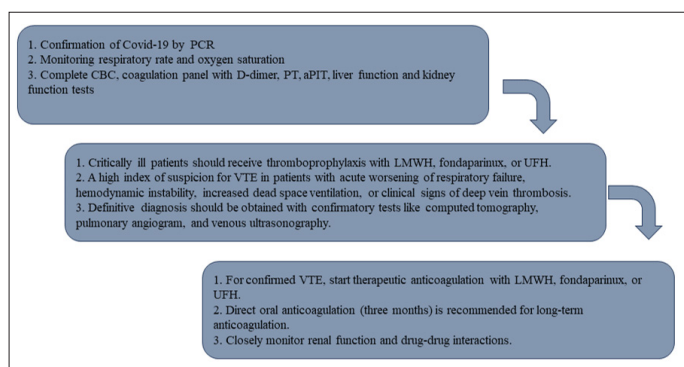 1. Confirmation of Covid-19 by PCR
2. Monitoring respiratory rate and oxygen saturation
3. Complete CBC, coagulation panel with D-dimer, PT, aPIT, liver function and kidney
function tests
1. Critically ill patients should receive thromboprophylaxis with LMWH, fondaparinux, or UFH.
2. A high index of suspicion for VTE in patients with acute worsening of respiratory failure,
hemodynamic instability, increased dead space ventilation, or clinical signs of deep vein thrombosis.
3. Definitive diagnosis should be obtained with confirmatory tests like computed tomography,
pulmonary angiogram, and venous ultrasonography.
1. For confirmed VTE, start therapeutic anticoagulation with LMWH, fondaparinux, or
UFH.
2. Direct oral anticoagulation (three months) is recommended for long-term
anticoagulation.
3. Closely monitor renal function and drug-drug interactions.